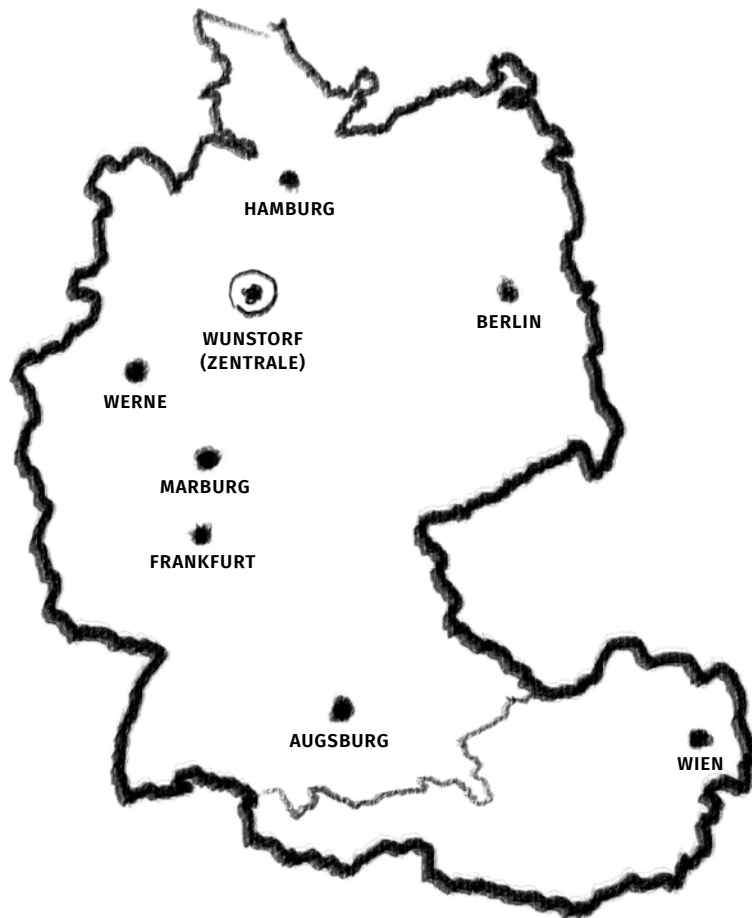 HAMBURG
WUNSTORF
(ZENTRALE)
BERLIN
WERNE
MARBURG
FRANKFURT
AUGSBURG
WIEN